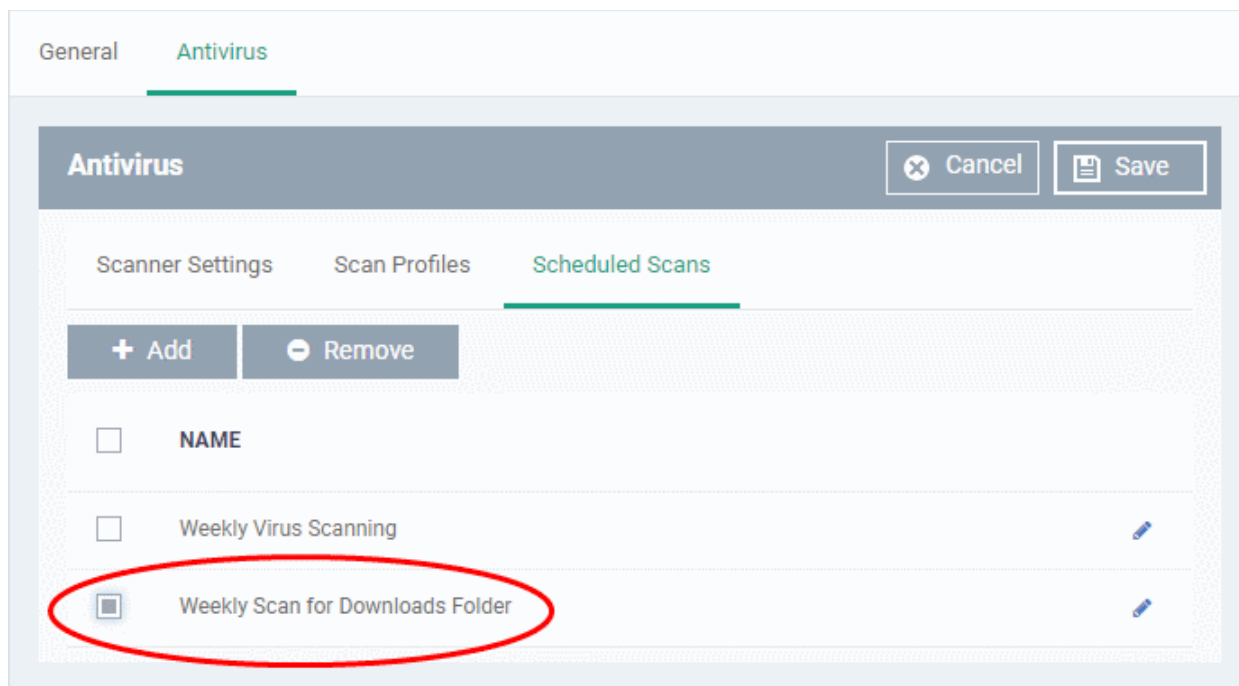 General Antivirus
Antivirus Cancel Save
Scanner Settings Scan Profiles Scheduled Scans
Add Remove
NAME
Weekly Virus Scanning
Weekly Scan for Downloads Folder